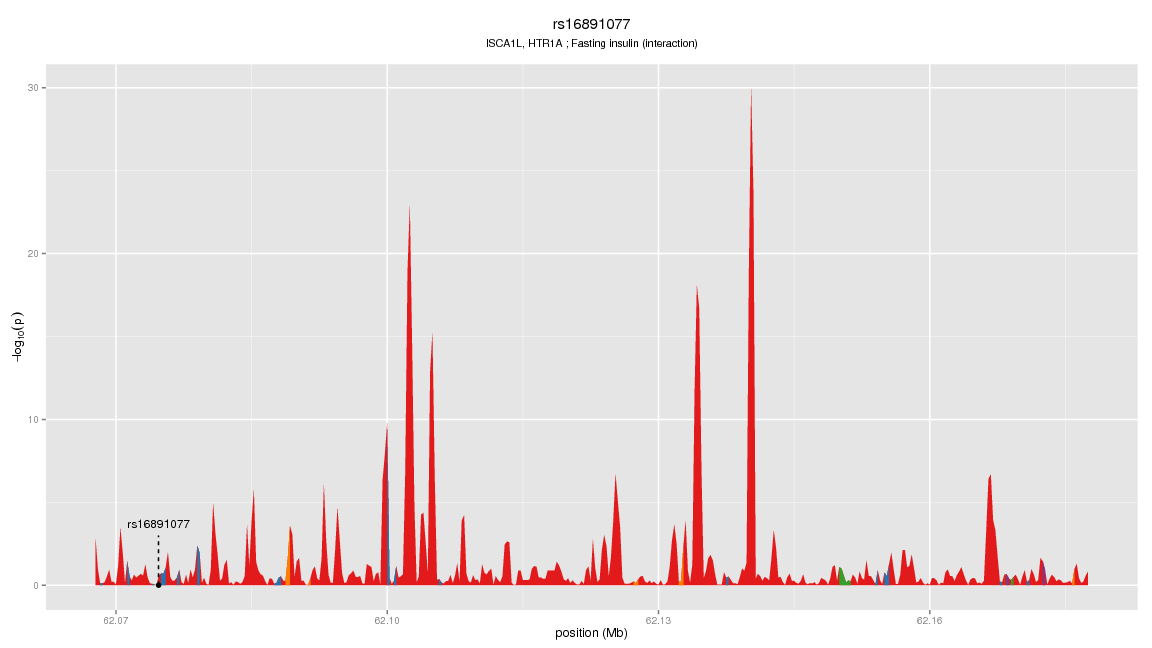 rs16891077
ISCA1L, HTR1A ; Fasting insulin (interaction)
30
20
10
0
−log10(p)
rs16891077
62.07
62.10
62.13
62.16
position (Mb)